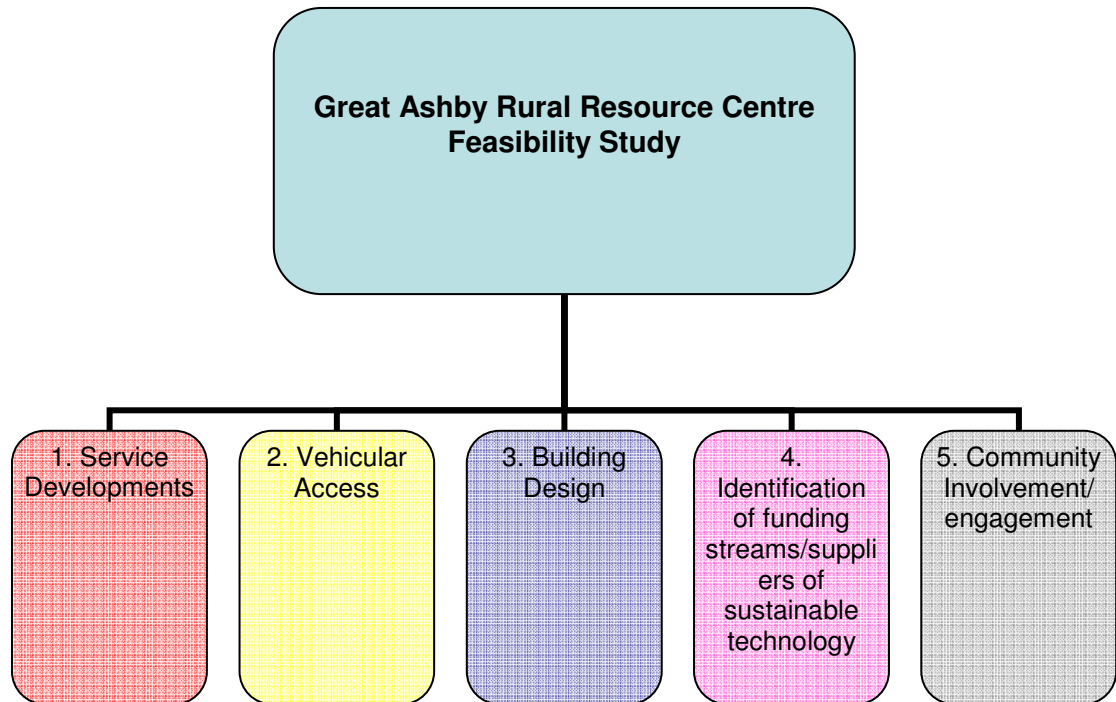 Great Ashby Rural Resource Centre
Feasibility Study
1. Service
Developments
2. Vehicular
Access
3. Building
Design
4.
Identification
of funding
streams/suppli
ers of
sustainable
technology
5. Community
Involvement/
engagement